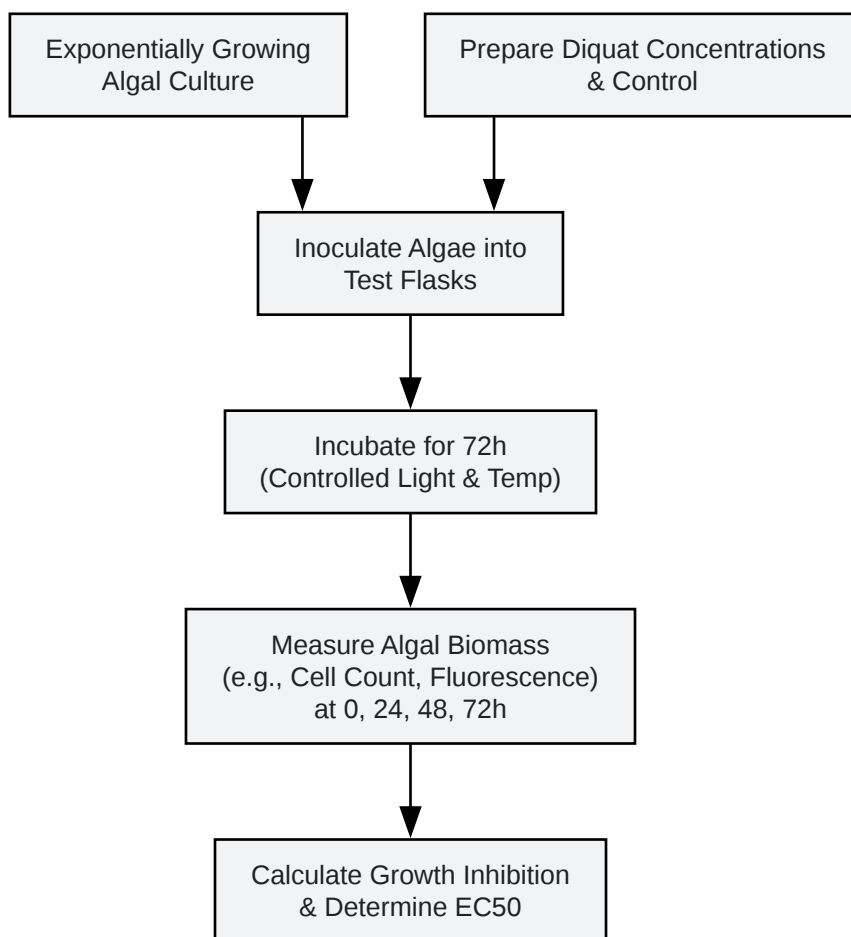 Exponentially Growing
Algal Culture
Prepare Diquat Concentrations
& Control
Inoculate Algae into
Test Flasks
Incubate for 72h
(Controlled Light & Temp)
Measure Algal Biomass
(e.g., Cell Count, Fluorescence)
at 0, 24, 48, 72h
Calculate Growth Inhibition
& Determine EC50